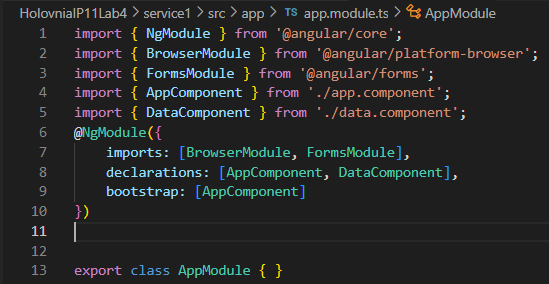 HolovniaIP11Lab4 > service1 > src > app > TS app.module.ts > AppModule
1 import { NgModule } from '@angular/core';
2 import { BrowserModule } from '@angular/platform-browser';
3 import { FormsModule } from '@angular/forms';
4 import { AppComponent } from './app.component';
5 import { DataComponent } from './data.component';
6 @NgModule({
7     imports: [BrowserModule, FormsModule],
8     declarations: [AppComponent, DataComponent],
9     bootstrap: [AppComponent]
10 })
11
12
13 export class AppModule { }